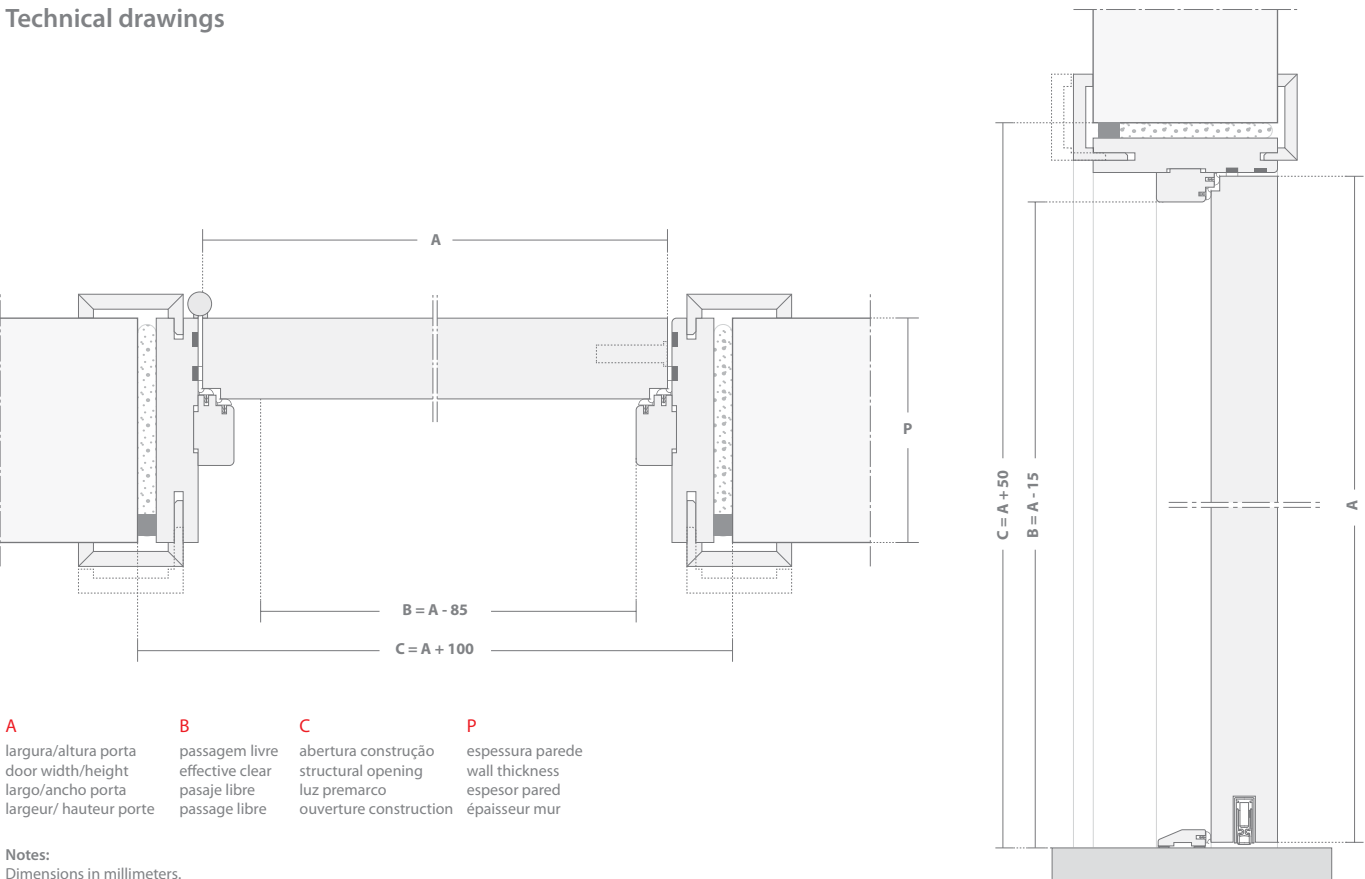 Technical drawings
A
P
B = A - 85
C = A + 100
C = A + 50
B = A - 15
A
A
largura/altura porta
door width/height
largo/ancho porta
largeur/ hauteur porte
B
passagem livre
effective clear
pasaje libre
passage libre
C
abertura construção
structural opening
luz premarco
ouverture construction
P
espessura parede
wall thickness
espesor pared
épaisseur mur
Notes:
Dimensions in millimeters.